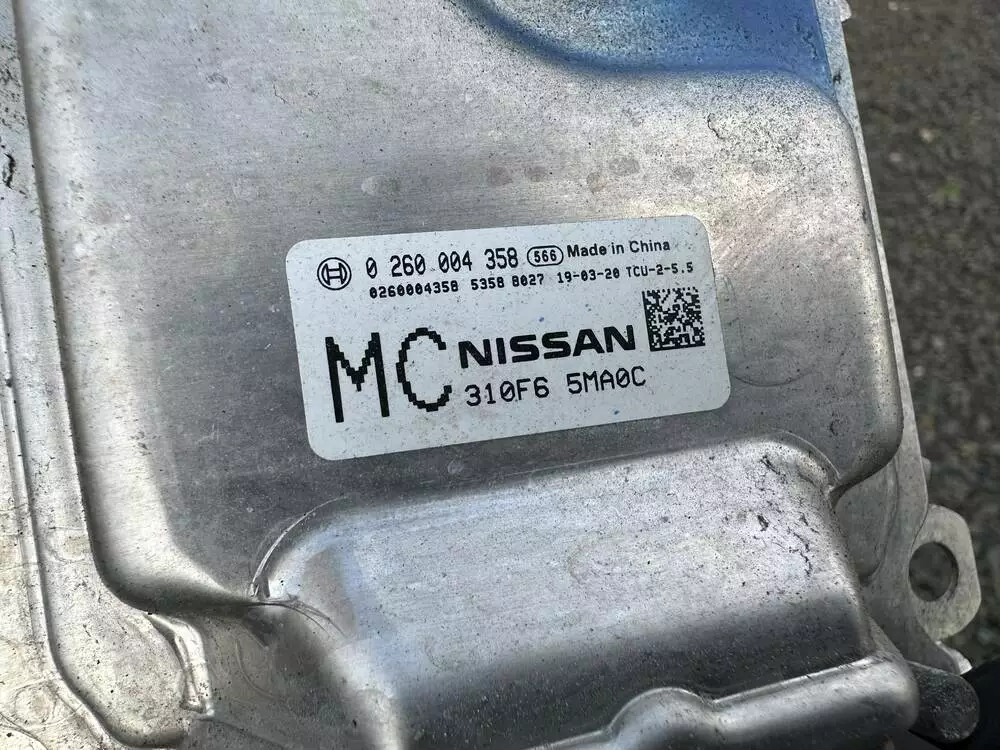 0 260 004 358 566 Made in China
0260004358 5358 8027 19-03-20 TCU-2-5.5
MC NISSAN
310F6 5MA0C